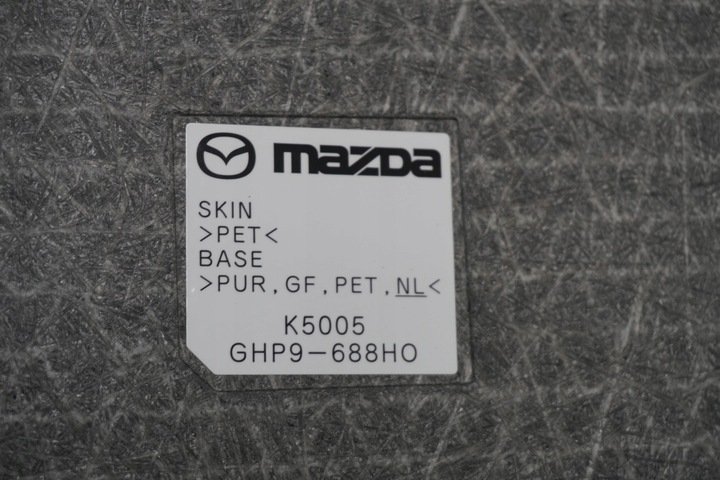 mazda
SKIN
>PET<
BASE
>PUR,GF,PET,NL<
K5005
GHP9-688H0